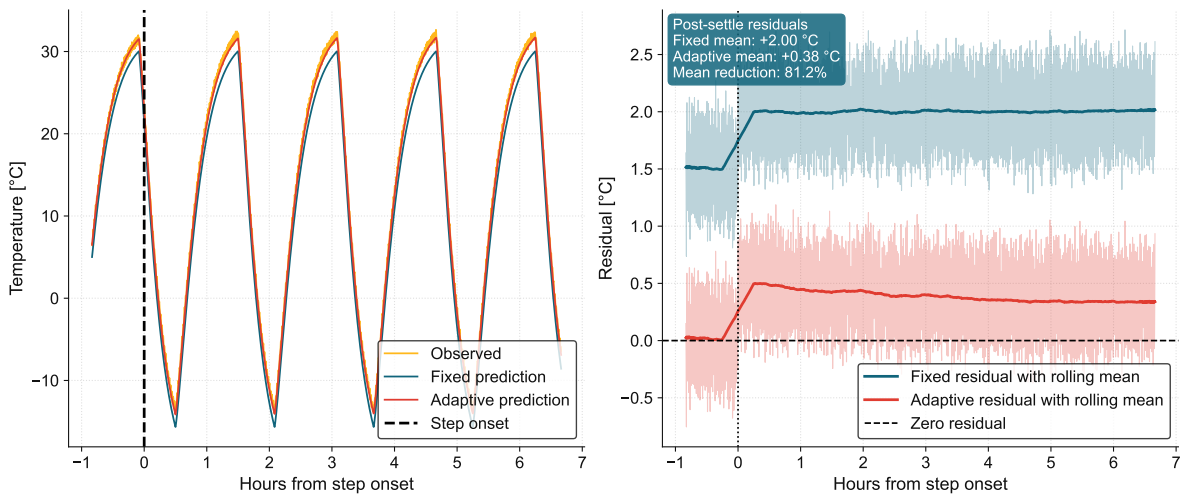 Temperature [°C]
30
20
10
0
−10
−1
0
1
2
3
4
5
6
7
Hours from step onset
Observed
Fixed prediction
Adaptive prediction
Step onset
Residual [°C]
2.5
2.0
1.5
1.0
0.5
0.0
−0.5
−1
0
1
2
3
4
5
6
7
Hours from step onset
Post-settle residuals
Fixed mean: +2.00 °C
Adaptive mean: +0.38 °C
Mean reduction: 81.2%
Fixed residual with rolling mean
Adaptive residual with rolling mean
Zero residual